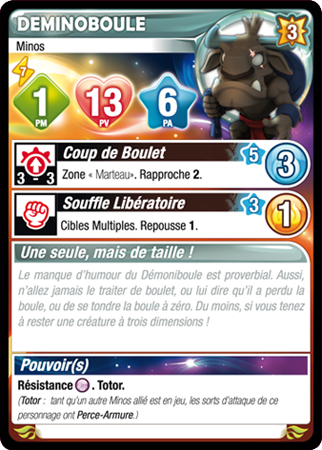 DEMINOBOULE
3
Minos
7
1
PM
13
PV
6
PA
Coup de Boulet
5
3
3 - 3
Zone « Marteau». Rapproche 2.
Souffle Libératoire
3
1
Cibles Multiples. Repousse 1.
Une seule, mais de taille !
Le manque d'humour du Démoniboule est proverbial. Aussi,
n'allez jamais le traiter de boulet, ou lui dire qu'il a perdu la
boule, ou de se tondre la boule à zéro. Du moins, si vous tenez
à rester une créature à trois dimensions !
Pouvoir(s)
Résistance . Totor.
(Totor : tant qu'un autre Minos allié est en jeu, les sorts d'attaque de ce
personnage ont Perce-Armure.)